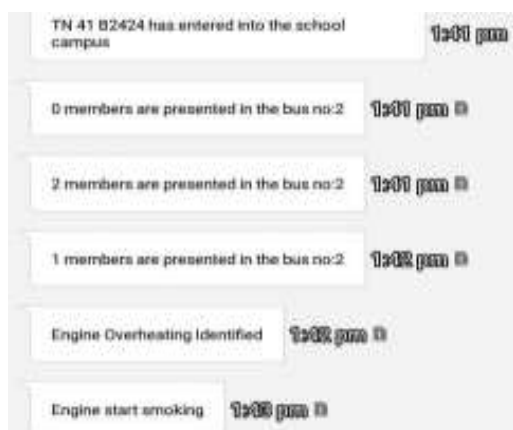 TN 41 B2424 has entered into the school
campus
1:41 pm
0 members are presented in the bus no:2
1:41 pm
2 members are presented in the bus no:2
1:41 pm
1 members are presented in the bus no:2
1:42 pm
Engine Overheating Identified
1:42 pm
Engine start smoking
1:43 pm